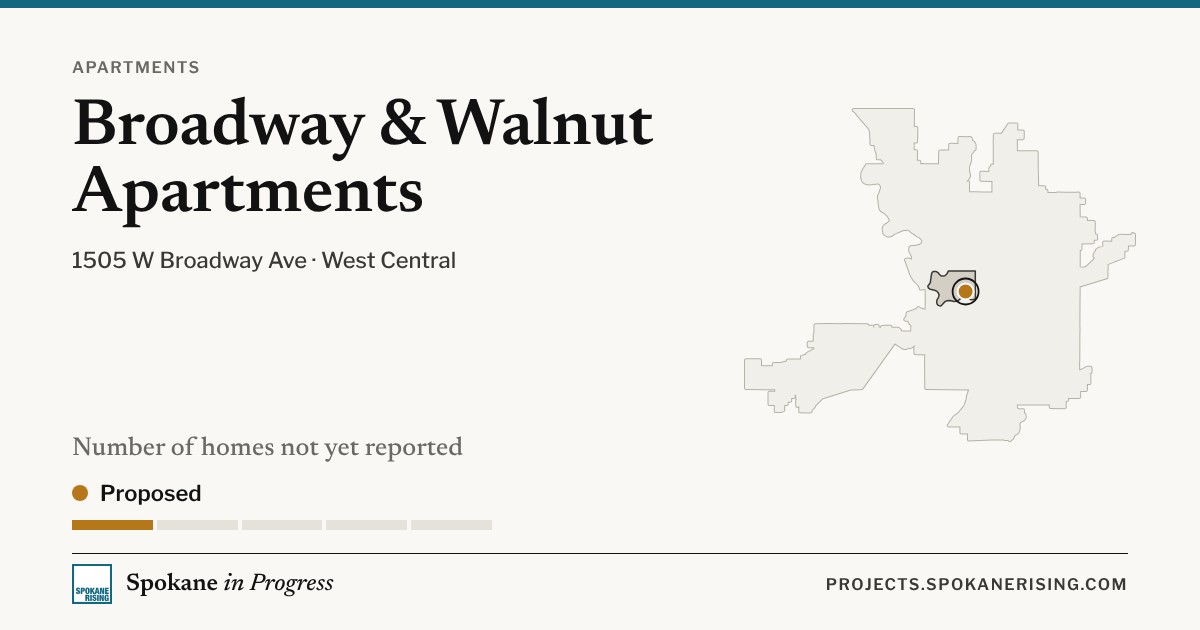 APARTMENTS
Broadway & Walnut
Apartments
1505 W Broadway Ave · West Central
Number of homes not yet reported
Proposed
SPOKANE
RISING
Spokane in Progress
PROJECTS.SPOKANERISING.COM